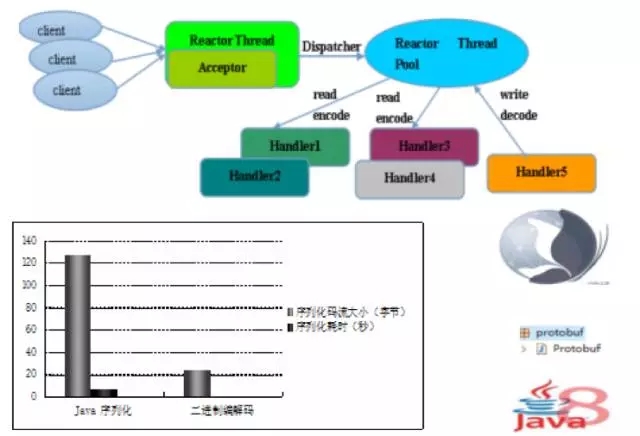 client
client
client
ReactorThread
Acceptor
Dispatcher
Reactor Thread
Pool
read
encode
read
encode
write
decode
Handler1
Handler2
Handler3
Handler4
Handler5
140
120
100
80
60
40
20
0
Java 序列化
二进制编解码
序列化码流大小（字节）
序列化耗时（秒）
protobuf
Protobuf
Java
8